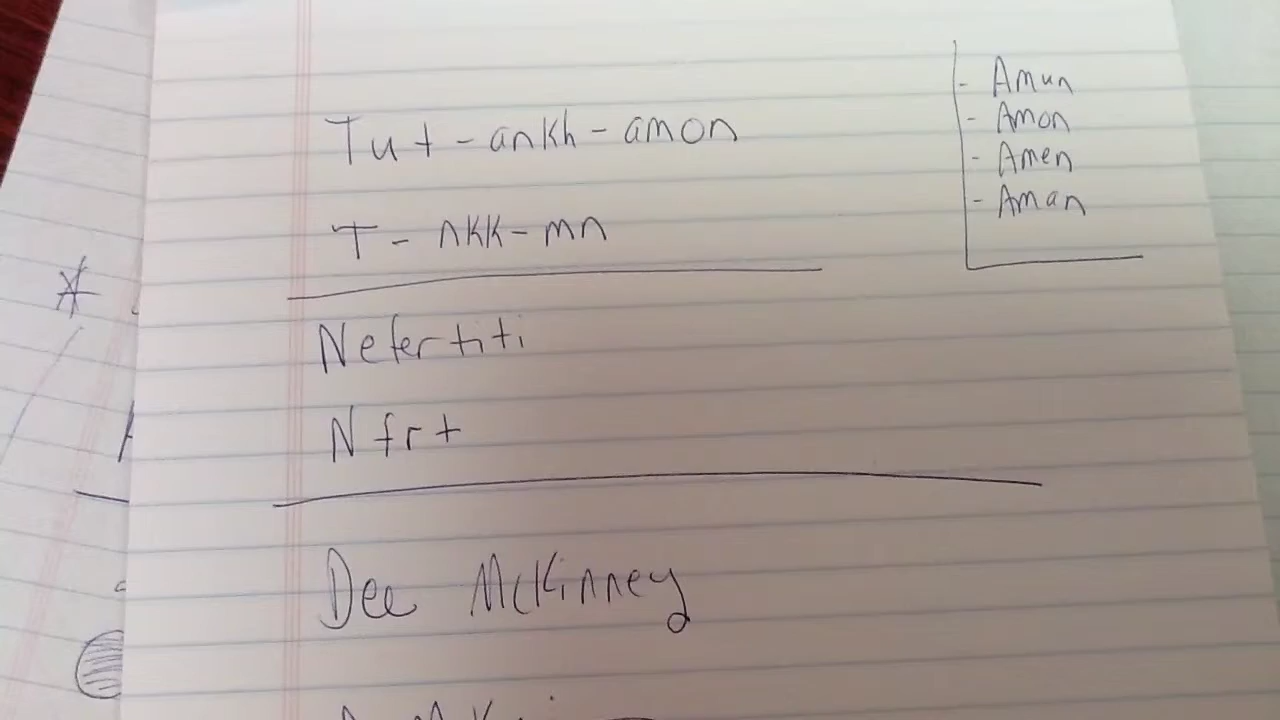 Tut-ankh-amon
T- nkk-mn
Nefertiti
Nfrt
Dee McKinney
- Amun
- Amon
- Amen
- Aman